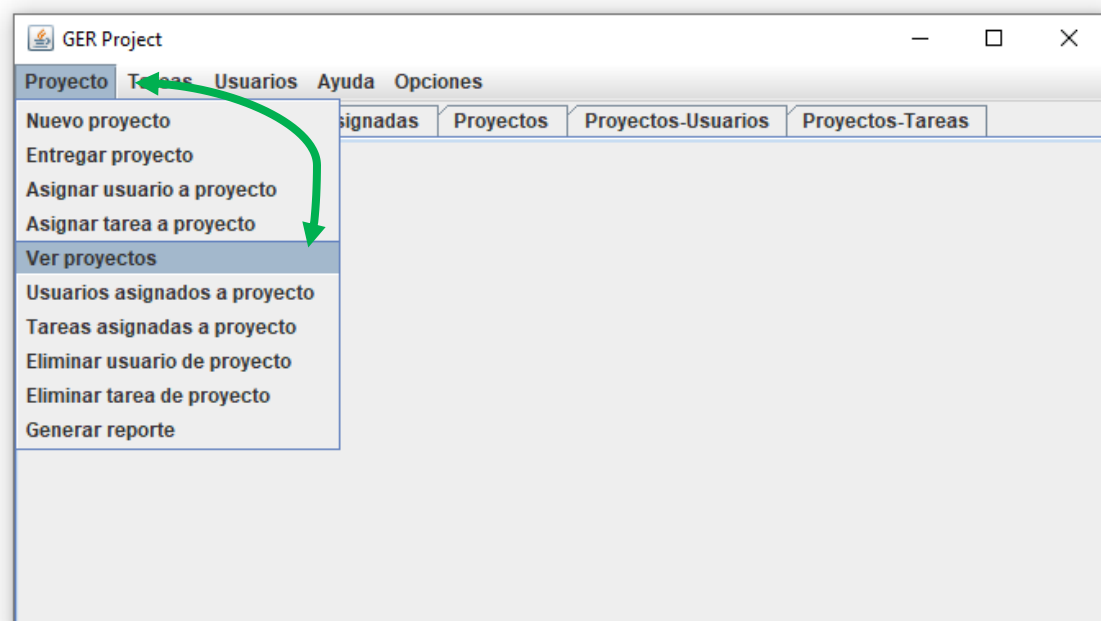 GER Project
Proyecto Tareas Usuarios Ayuda Opciones
signadas Proyectos Proyectos-Usuarios Proyectos-Tareas
Nuevo proyecto
Entregar proyecto
Asignar usuario a proyecto
Asignar tarea a proyecto
Ver proyectos
Usuarios asignados a proyecto
Tareas asignadas a proyecto
Eliminar usuario de proyecto
Eliminar tarea de proyecto
Generar reporte